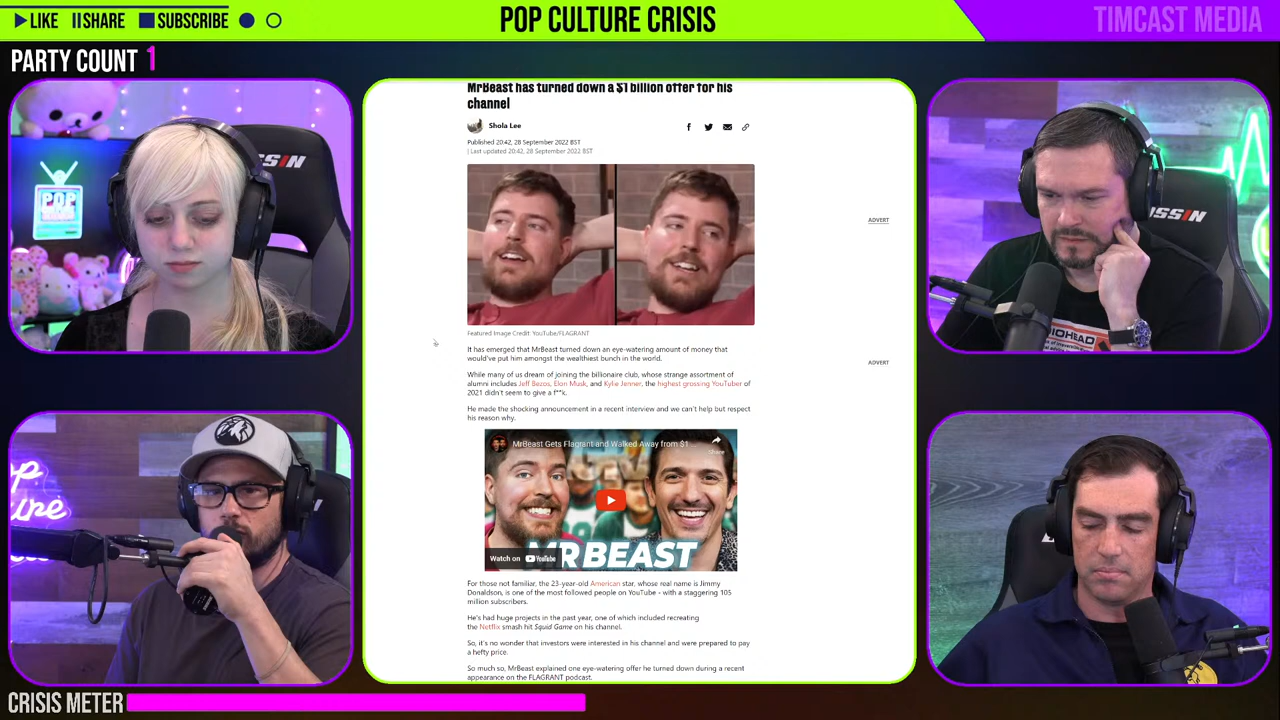 LIKE SHARE SUBSCRIBE
POP CULTURE CRISIS
TIMCAST MEDIA
PARTY COUNT 1
MrBeast has turned down a $1 billion offer for his
channel
Shola Lee
Published 20:42, 28 September 2022 BST
| Last updated 20:42, 28 September 2022 BST
ADVERT
Featured Image Credit: YouTube/FLAGRANT
It has emerged that MrBeast turned down an eye-watering amount of money that
would've put him amongst the wealthiest bunch in the world.
ADVERT
While many of us dream of joining the billionaire club, whose strange assortment of
alumni includes Jeff Bezos, Elon Musk, and Kylie Jenner, the highest grossing YouTuber of
2021 didn't seem to give a f**k.
He made the shocking announcement in a recent interview and we can't help but respect
his reason why.
MrBeast Gets Flagrant and Walked Away from $1 ...
Share
MRBEAST
Watch on YouTube
For those not familiar, the 23-year-old American star, whose real name is Jimmy
Donaldson, is one of the most followed people on YouTube - with a staggering 105
million subscribers.
He's had huge projects in the past year, one of which included recreating
the Netflix smash hit Squid Game on his channel.
So, it's no wonder that investors were interested in his channel and were prepared to pay
a hefty price.
So much so, MrBeast explained one eye-watering offer he turned down during a recent
appearance on the FLAGRANT podcast.
CRISIS METER